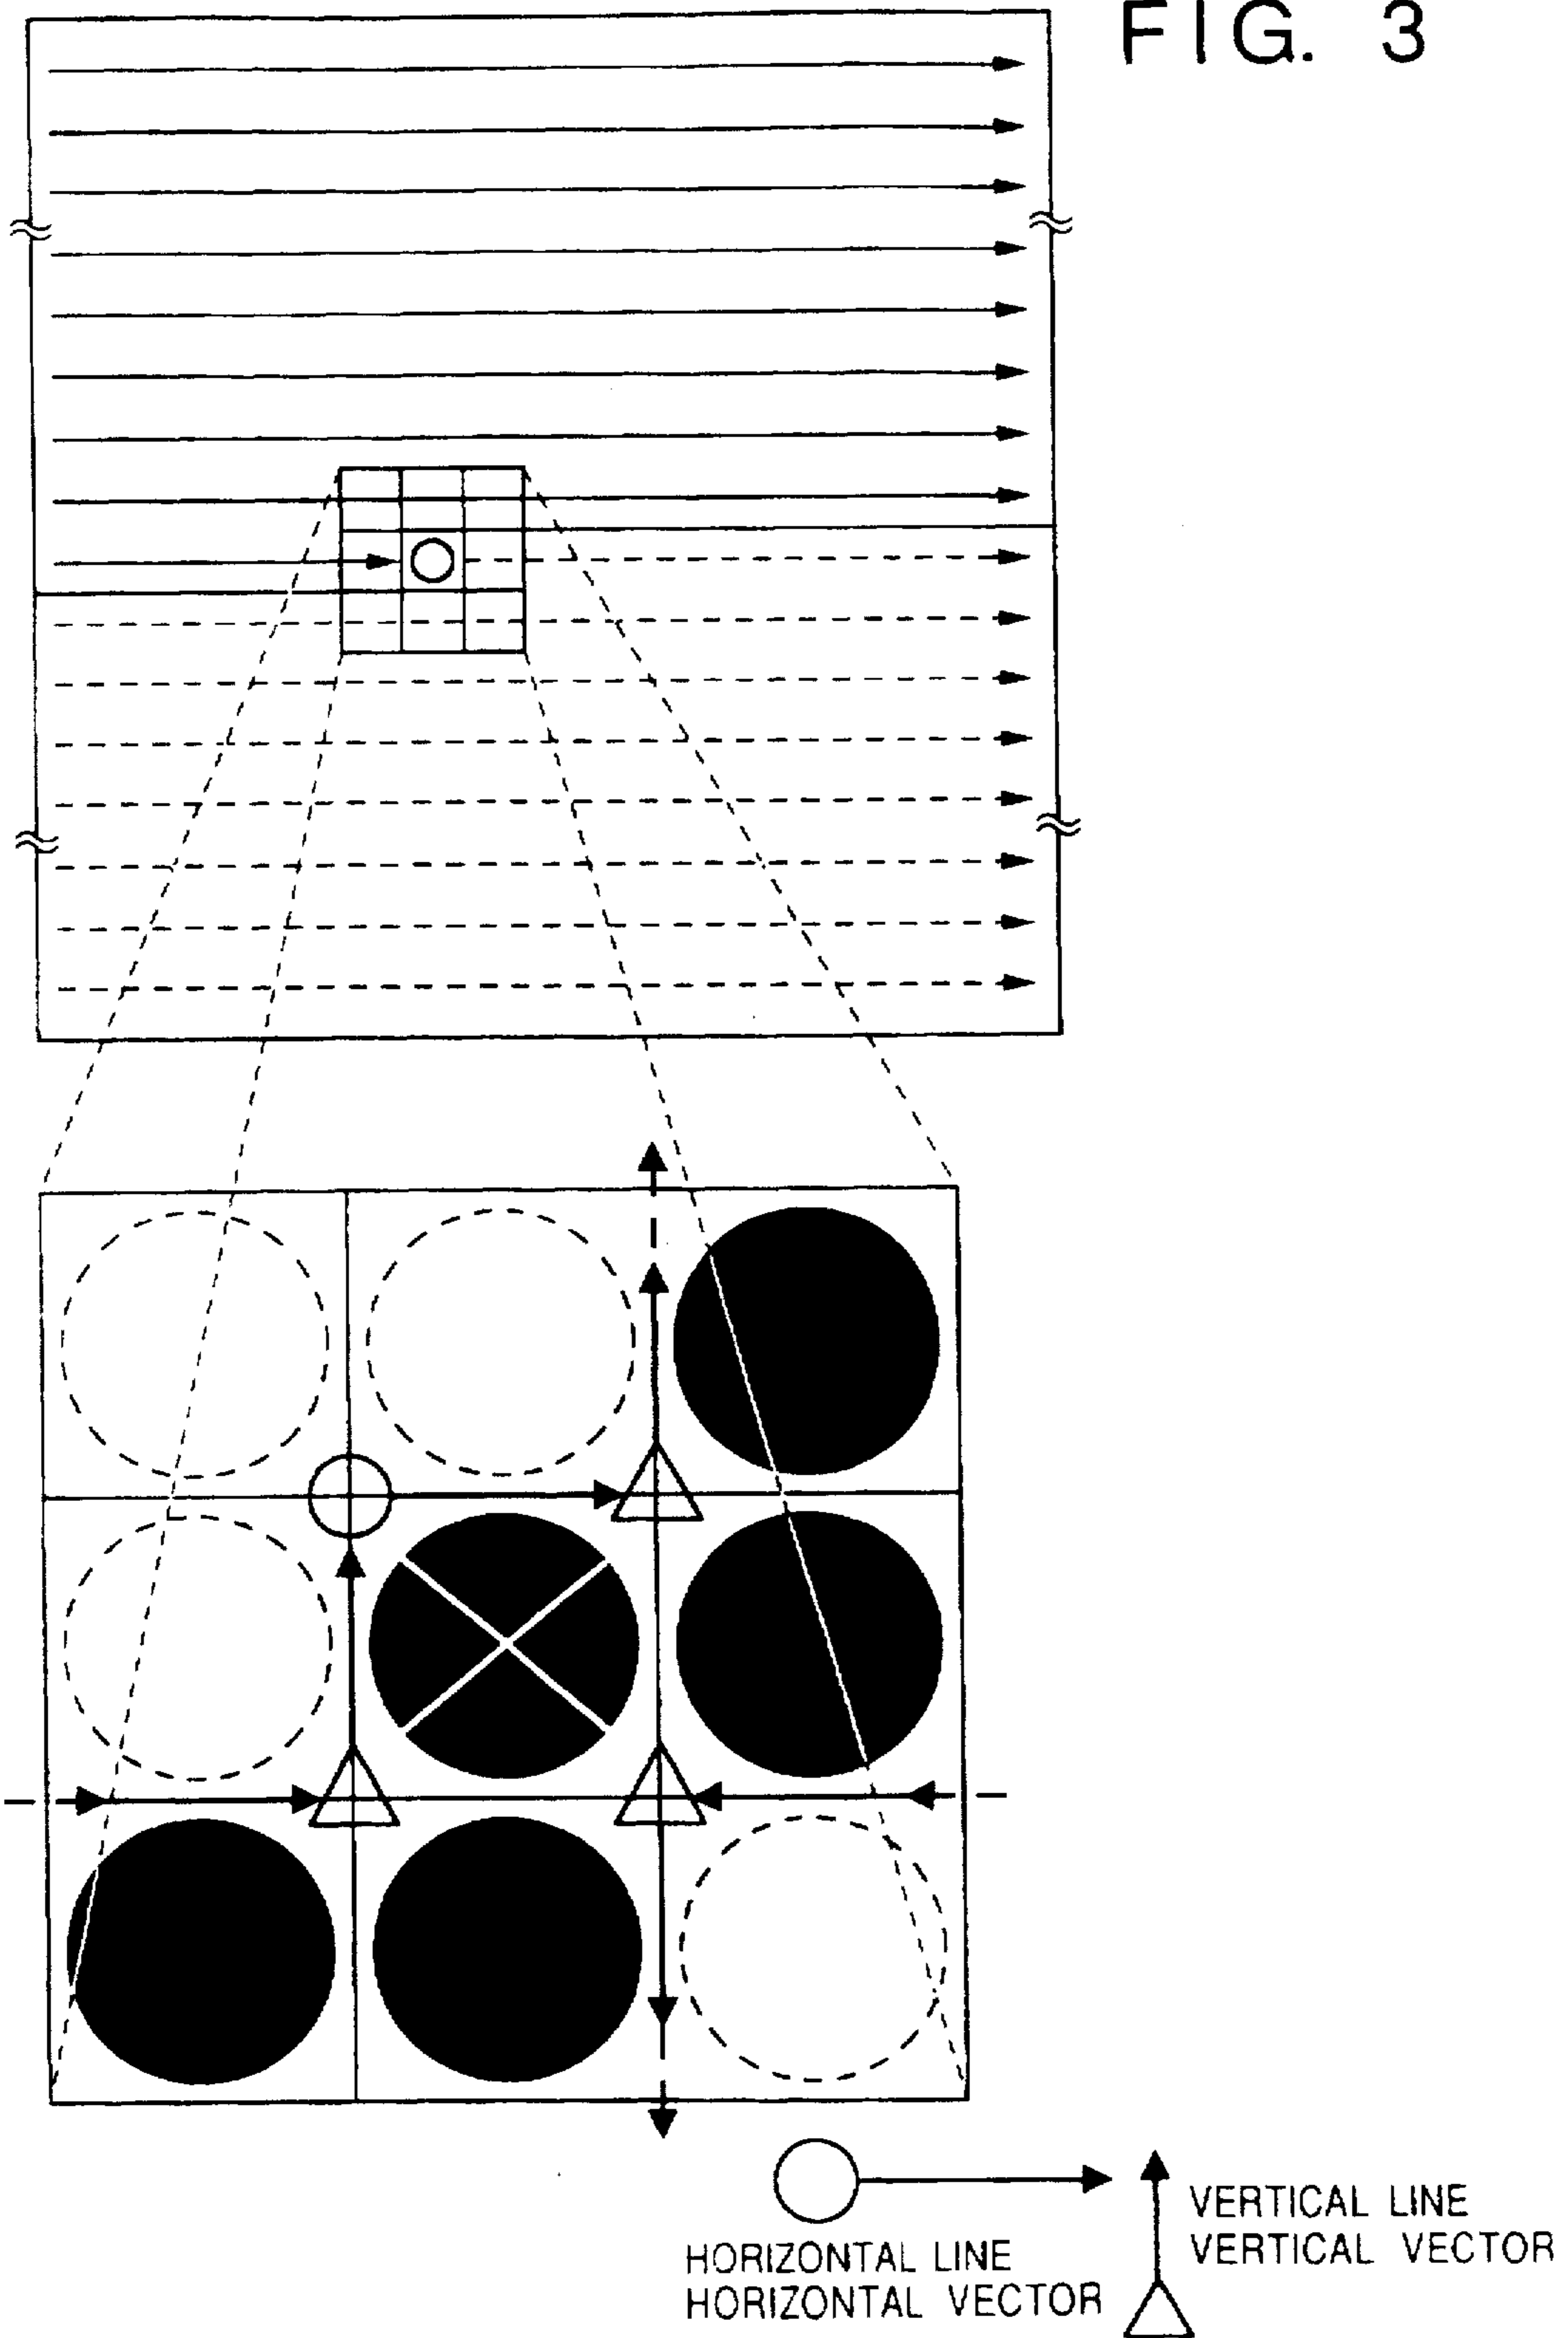 FIG. 3
VERTICAL LINE
VERTICAL VECTOR
HORIZONTAL LINE
HORIZONTAL VECTOR